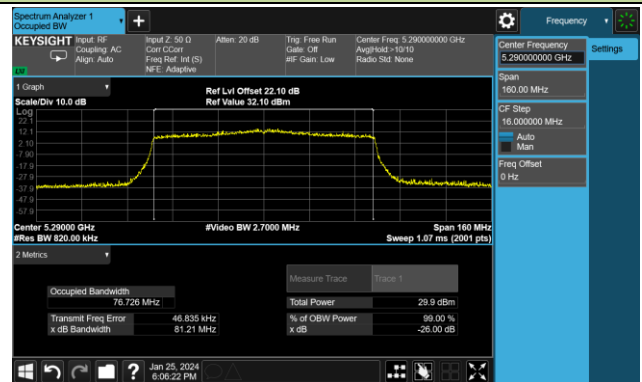 Spectrum Analyzer 1
Occupied BW
Frequency
KEYSIGHT
Input: RF
Coupling: AC
Align: Auto
Input Z: 50 Ω
Corr CCorr
Freq Ref: Int (S)
NFE: Adaptive
Atten: 20 dB
Trig: Free Run
Gate: Off
#IF Gain: Low
Center Freq: 5.290000000 GHz
Avg|Hold:>10/10
Radio Std: None
Center Frequency
5.290000000 GHz
Settings
Span
160.00 MHz
CF Step
16.000000 MHz
Auto
Man
Freq Offset
0 Hz
1 Graph
Scale/Div 10.0 dB
Ref Lvl Offset 22.10 dB
Ref Value 32.10 dBm
Log
22.1
12.1
2.10
-7.90
-17.9
-27.9
-37.9
-47.9
-57.9
Center 5.29000 GHz
#Res BW 820.00 kHz
#Video BW 2.7000 MHz
Span 160 MHz
Sweep 1.07 ms (2001 pts)
2 Metrics
Measure Trace
Trace 1
Occupied Bandwidth
76.726 MHz
Total Power
29.9 dBm
Transmit Freq Error
46.835 kHz
% of OBW Power
99.00 %
x dB Bandwidth
81.21 MHz
x dB
-26.00 dB
Jan 25, 2024
6:06:22 PM